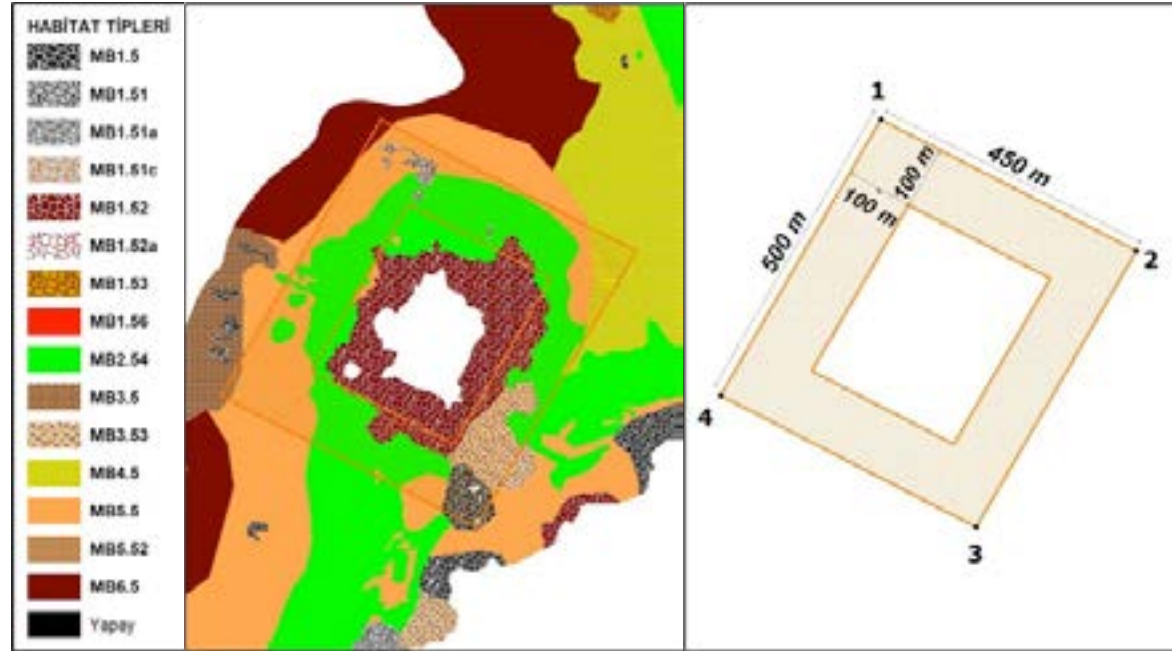 HABİTAT TİPLERİ
MB1.5
MB1.51
MB1.51a
MB1.51c
MB1.52
MB1.52a
MB1.53
MB1.56
MB2.54
MB3.5
MB3.53
MB4.5
MB5.5
MB5.52
MB6.5
Yapay
1
450 m
100 m
100 m
500 m
2
4
3